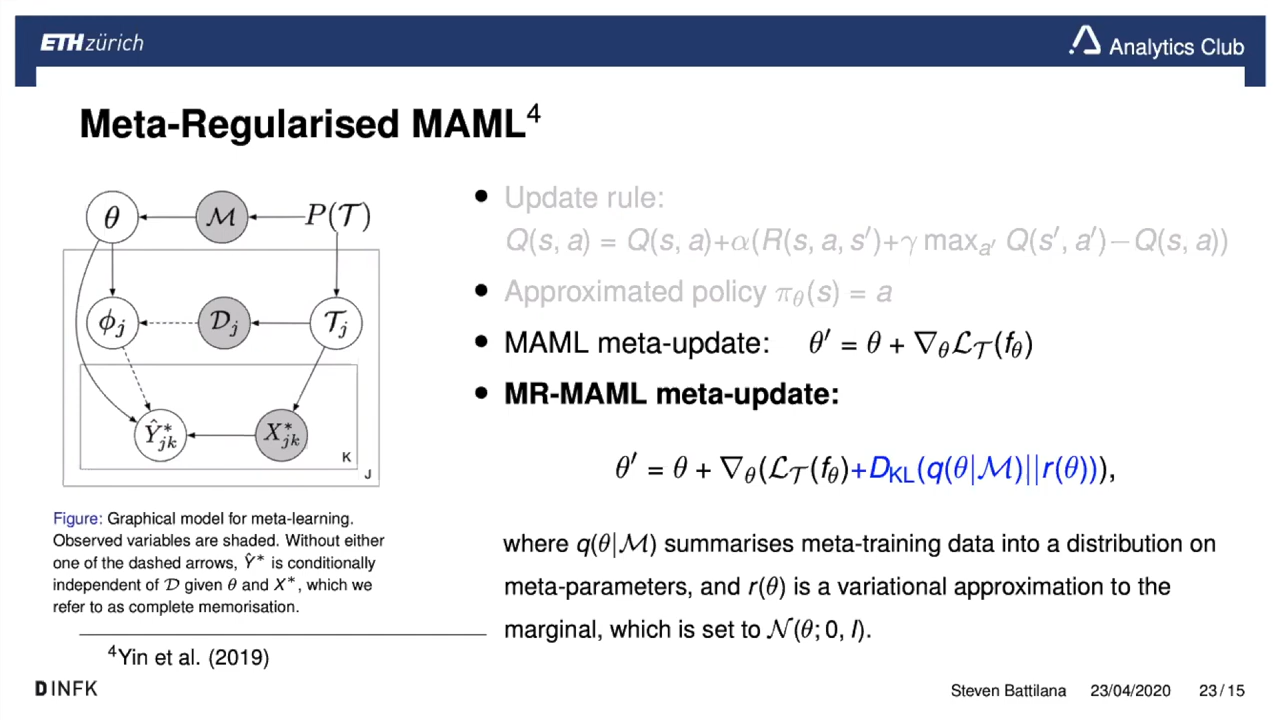 ETH zürich
Analytics Club
Meta-Regularised MAML⁴
θ ℳ P(𝒯)
ϕⱼ 𝒟ⱼ 𝒯ⱼ
Ŷ*ⱼₖ X*ⱼₖ
K
J
Figure: Graphical model for meta-learning.
Observed variables are shaded. Without either
one of the dashed arrows, Ŷ* is conditionally
independent of 𝒟 given θ and X*, which we
refer to as complete memorisation.
• Update rule:
Q(s, a) = Q(s, a)+α(R(s, a, s′)+γ maxₐ′ Q(s′, a′)−Q(s, a))
• Approximated policy π_θ(s) = a
• MAML meta-update: θ′ = θ + ∇_θ ℒ_𝒯(f_θ)
• MR-MAML meta-update:
θ′ = θ + ∇_θ(ℒ_𝒯(f_θ)+D_KL(q(θ|ℳ)||r(θ))),
where q(θ|ℳ) summarises meta-training data into a distribution on
meta-parameters, and r(θ) is a variational approximation to the
marginal, which is set to 𝒩(θ; 0, I).
⁴Yin et al. (2019)
D INFK
Steven Battilana 23/04/2020 23 / 15